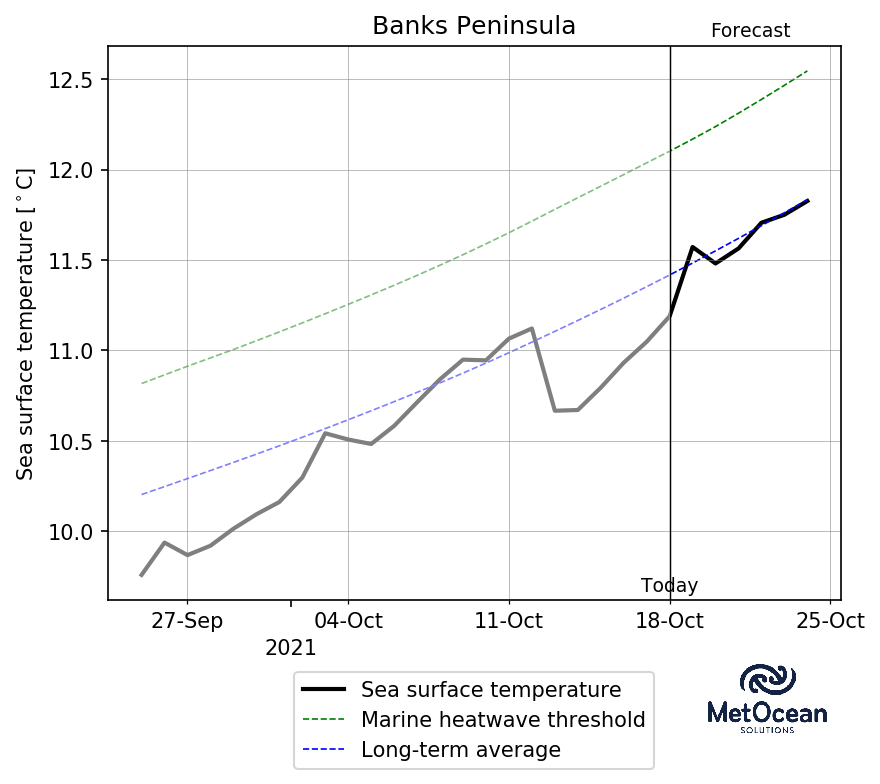 Banks Peninsula
Forecast
Sea surface temperature [°C]
12.5
12.0
11.5
11.0
10.5
10.0
Today
27-Sep 04-Oct 11-Oct 18-Oct 25-Oct
2021
Sea surface temperature
Marine heatwave threshold
Long-term average
MetOcean
SOLUTIONS